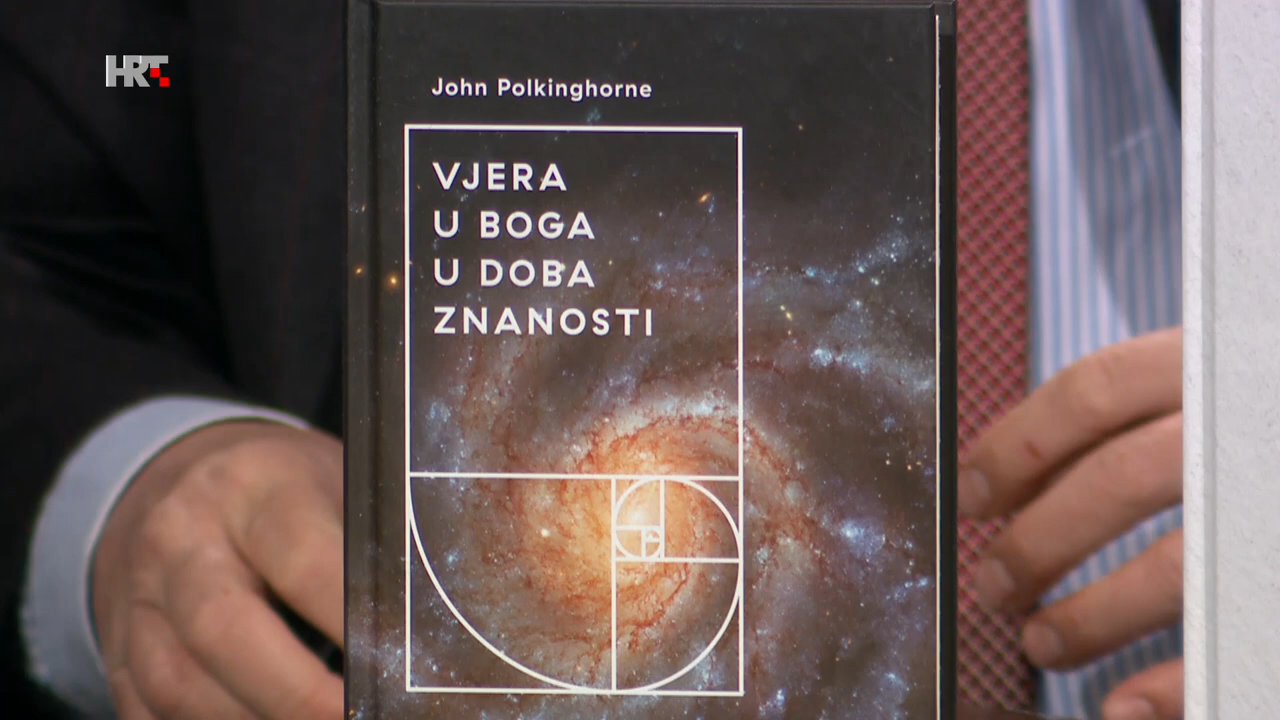 HRT
John Polkinghorne
VJERA
U BOGA
U DOBA
ZNANOSTI